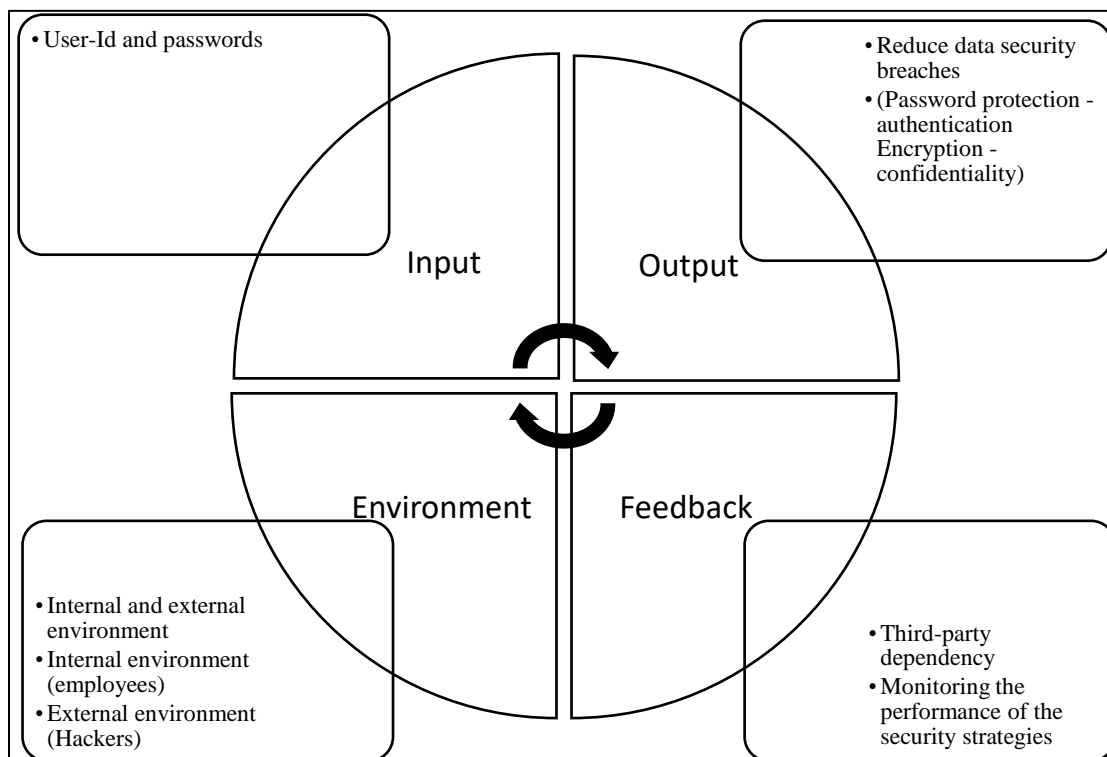 • User-Id and passwords
• Reduce data security
breaches
• (Password protection -
authentication
Encryption -
confidentiality)
Input
Output
Environment
Feedback
• Internal and external
environment
• Internal environment
(employees)
• External environment
(Hackers)
• Third-party
dependency
• Monitoring the
performance of the
security strategies